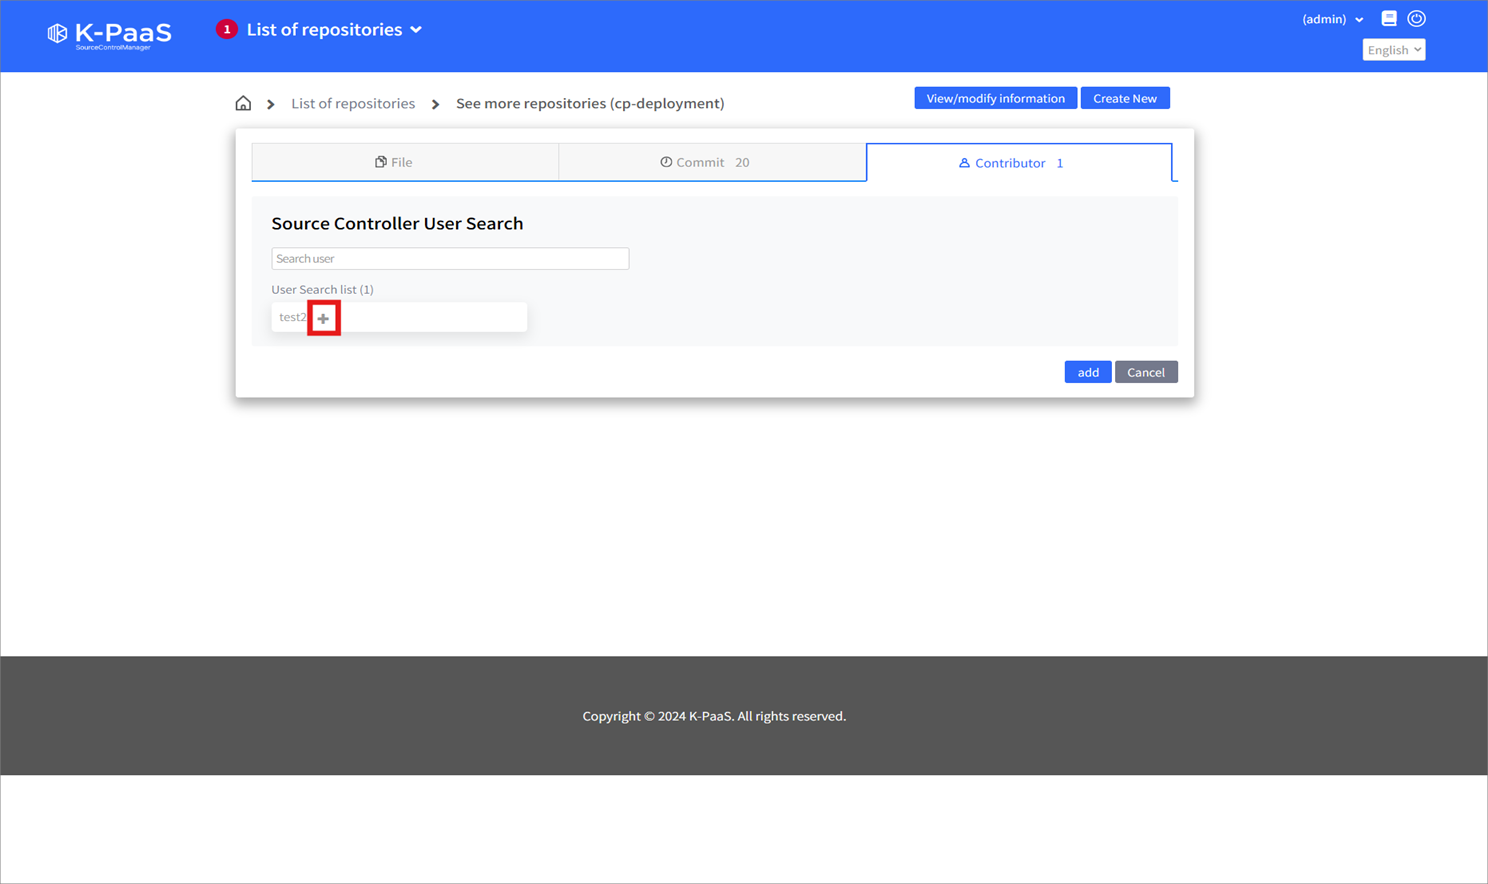 K-PaaS
SourceControlManager
1 List of repositories
(admin)
English
List of repositories See more repositories (cp-deployment)
View/modify information Create New
File Commit 20 Contributor 1
Source Controller User Search
Search user
User Search list (1)
test2
add Cancel
Copyright © 2024 K-PaaS. All rights reserved.